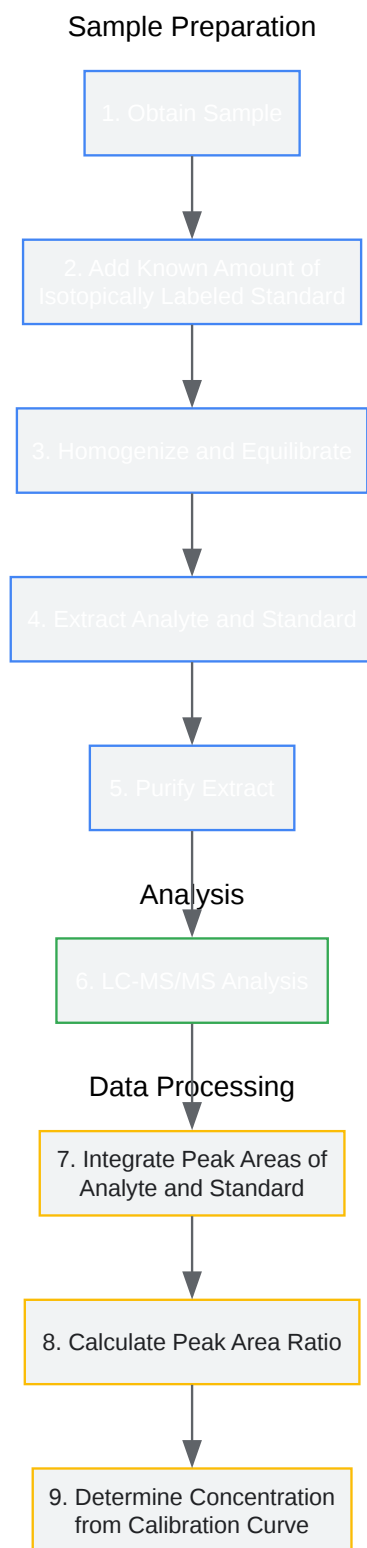 Sample Preparation
1. Obtain Sample
2. Add Known Amount of
Isotopically Labeled Standard
3. Homogenize and Equilibrate
4. Extract Analyte and Standard
5. Purify Extract
Analysis
6. LC-MS/MS Analysis
Data Processing
7. Integrate Peak Areas of
Analyte and Standard
8. Calculate Peak Area Ratio
9. Determine Concentration
from Calibration Curve